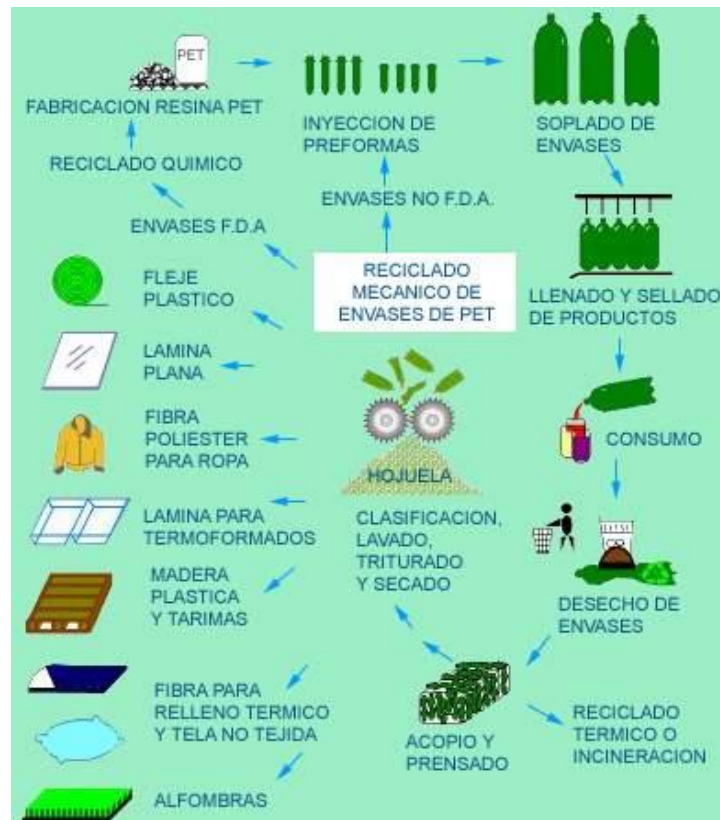 PET
FABRICACION RESINA PET
INYECCION DE
PREFORMAS
SOPLADO DE
ENVASES
RECICLADO QUIMICO
ENVASES NO F.D.A.
ENVASES F.D.A
RECICLADO
MECANICO DE
ENVASES DE PET
LLENADO Y SELLADO
DE PRODUCTOS
FLEJE
PLASTICO
LAMINA
PLANA
FIBRA
POLIESTER
PARA ROPA
HOJUELA
CONSUMO
LAMINA PARA
TERMOFORMADOS
CLASIFICACION,
LAVADO,
TRITURADO
Y SECADO
MADERA
PLASTICA
Y TARIMAS
DESECHO DE
ENVASES
FIBRA PARA
RELLENO TERMICO
Y TELA NO TEJIDA
ACOPIO Y
PRENSADO
RECICLADO
TERMICO O
INCINERACION
ALFOMBRAS